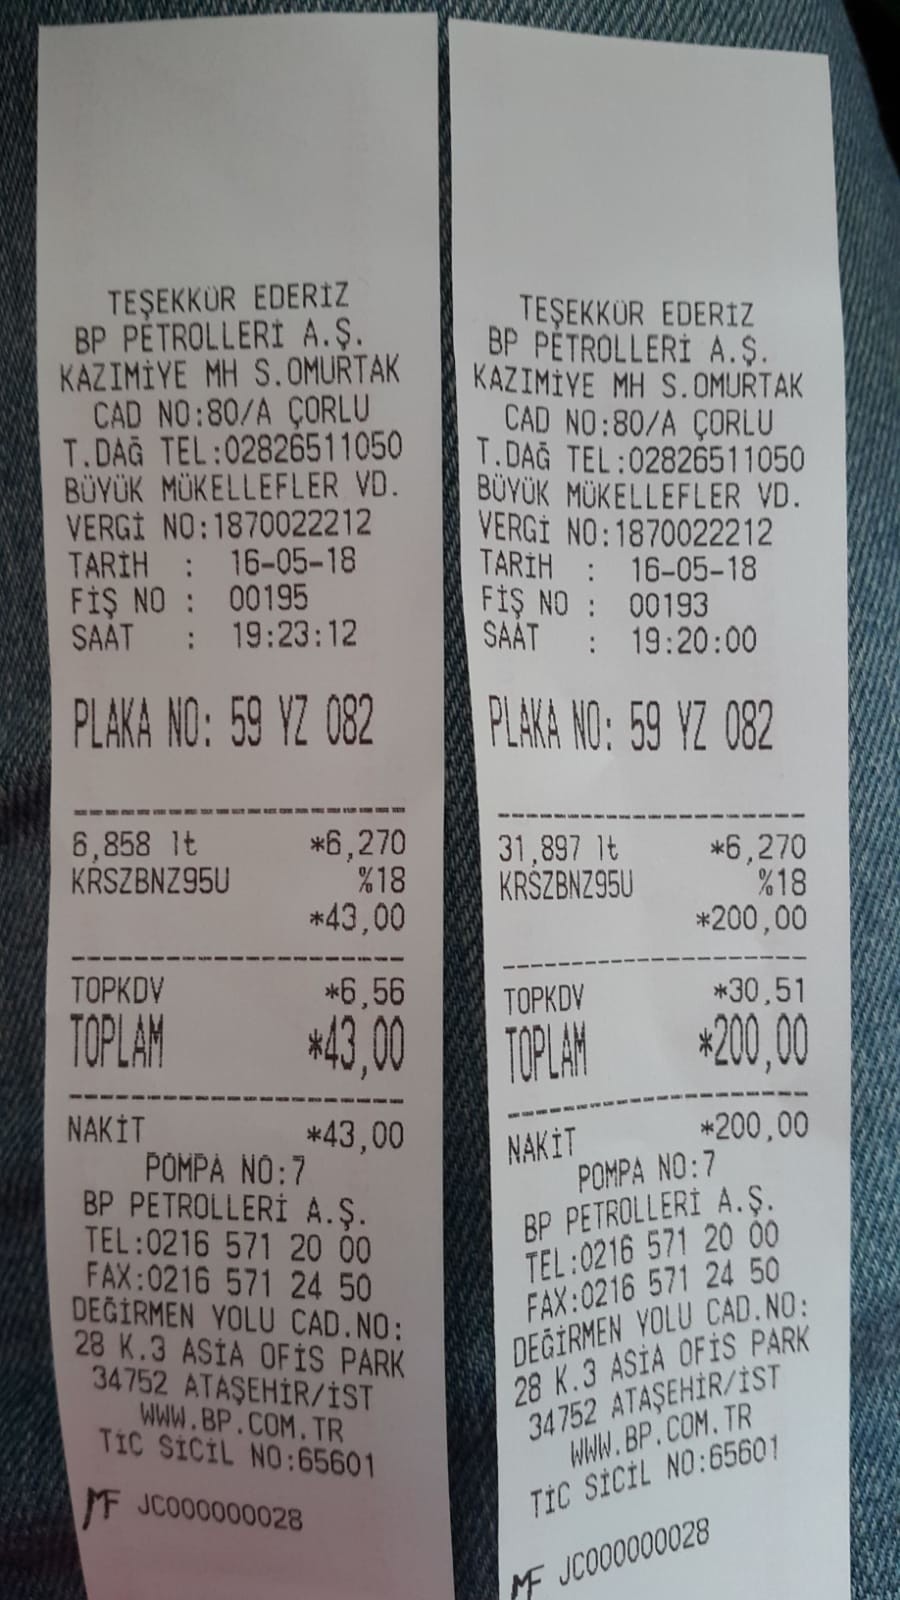 TEŞEKKÜR EDERİZ
BP PETROLLERİ A.Ş.
KAZIMİYE MH S.OMURTAK
CAD NO:80/A ÇORLU
T.DAĞ TEL:02826511050
BÜYÜK MÜKELLEFLER VD.
VERGİ NO:1870022212
TARİH : 16-05-18
FİŞ NO : 00195
SAAT : 19:23:12
PLAKA NO: 59 YZ 082
6,858 lt *6,270
KRSZBNZ95U %18
*43,00
TOPKDV *6,56
TOPLAM *43,00
NAKİT *43,00
POMPA NO:7
BP PETROLLERİ A.Ş.
TEL:0216 571 20 00
FAX:0216 571 24 50
DEĞİRMEN YOLU CAD.NO:
28 K.3 ASİA OFİS PARK
34752 ATAŞEHİR/İST
WWW.BP.COM.TR
TİC SİCİL NO:65601
MF JC000000028
TEŞEKKÜR EDERİZ
BP PETROLLERİ A.Ş.
KAZIMİYE MH S.OMURTAK
CAD NO:80/A ÇORLU
T.DAĞ TEL:02826511050
BÜYÜK MÜKELLEFLER VD.
VERGİ NO:1870022212
TARİH : 16-05-18
FİŞ NO : 00193
SAAT : 19:20:00
PLAKA NO: 59 YZ 082
31,897 lt *6,270
KRSZBNZ95U %18
*200,00
TOPKDV *30,51
TOPLAM *200,00
NAKİT *200,00
POMPA NO:7
BP PETROLLERİ A.Ş.
TEL:0216 571 20 00
FAX:0216 571 24 50
DEĞİRMEN YOLU CAD.NO:
28 K.3 ASİA OFİS PARK
34752 ATAŞEHİR/İST
WWW.BP.COM.TR
TİC SİCİL NO:65601
MF JC000000028